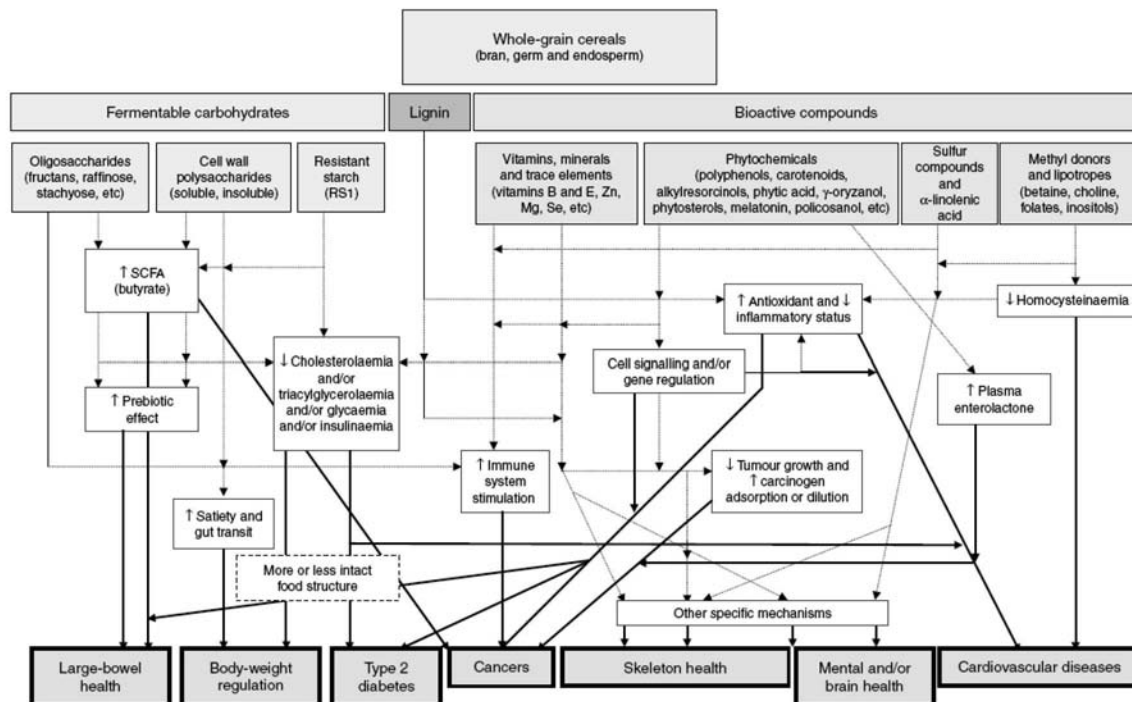 Whole-grain cereals
(bran, germ and endosperm)
Fermentable carbohydrates
Lignin
Bioactive compounds
Oligosaccharides
(fructans, raffinose,
stachyose, etc)
Cell wall
polysaccharides
(soluble, insoluble)
Resistant
starch
(RS1)
Vitamins, minerals
and trace elements
(vitamins B and E, Zn,
Mg, Se, etc)
Phytochemicals
(polyphenols, carotenoids,
alkylresorcinols, phytic acid, γ-oryzanol,
phytosterols, melatonin, policosanol, etc)
Sulfur
compounds
and
α-linolenic
acid
Methyl donors
and lipotropes
(betaine, choline,
folates, inositols)
↑ SCFA
(butyrate)
↑ Antioxidant and ↓
inflammatory status
↓ Homocysteinaemia
↓ Cholesterolaemia
and/or
triacylglycerolaemia
and/or glycaemia
and/or insulinaemia
Cell signalling and/or
gene regulation
↑ Prebiotic
effect
↑ Plasma
enterolactone
↑ Immune
system
stimulation
↓ Tumour growth and
↑ carcinogen
adsorption or dilution
↑ Satiety and
gut transit
More or less intact
food structure
Other specific mechanisms
Large-bowel
health
Body-weight
regulation
Type 2
diabetes
Cancers
Skeleton health
Mental and/or
brain health
Cardiovascular diseases